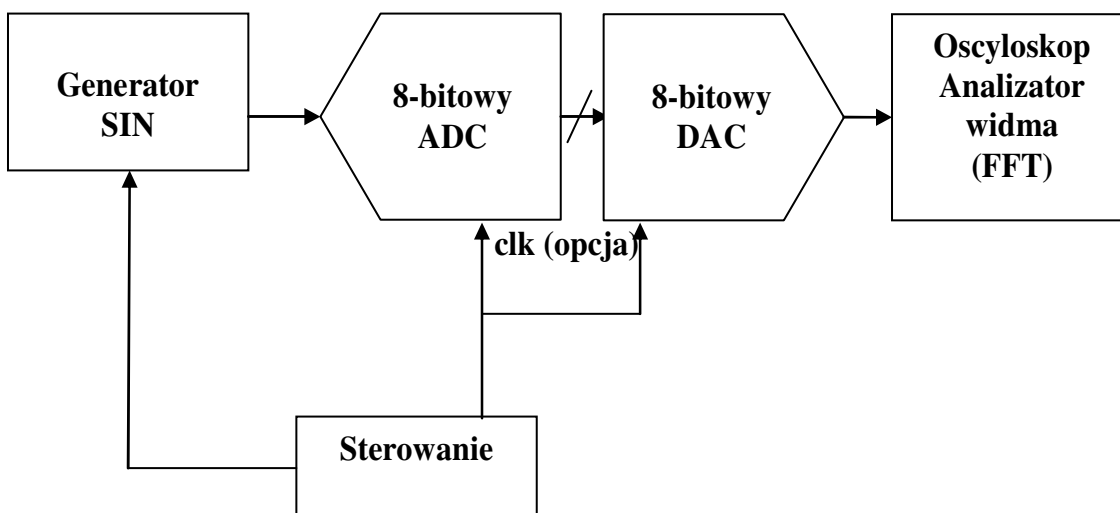 Generator
SIN
8-bitowy
ADC
8-bitowy
DAC
Oscyloskop
Analizator
widma
(FFT)
clk (opcja)
Sterowanie